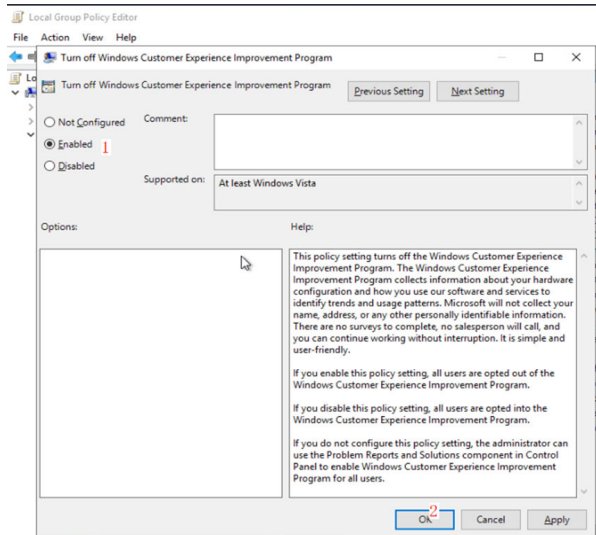 Local Group Policy Editor
File Action View Help
Turn off Windows Customer Experience Improvement Program
Lo
Turn off Windows Customer Experience Improvement Program
Previous Setting Next Setting
Not Configured
Comment:
Enabled 1
Disabled
Supported on: At least Windows Vista
Options:
Help:
This policy setting turns off the Windows Customer Experience
Improvement Program. The Windows Customer Experience
Improvement Program collects information about your hardware
configuration and how you use our software and services to
identify trends and usage patterns. Microsoft will not collect your
name, address, or any other personally identifiable information.
There are no surveys to complete, no salesperson will call, and
you can continue working without interruption. It is simple and
user-friendly.
If you enable this policy setting, all users are opted out of the
Windows Customer Experience Improvement Program.
If you disable this policy setting, all users are opted into the
Windows Customer Experience Improvement Program.
If you do not configure this policy setting, the administrator can
use the Problem Reports and Solutions component in Control
Panel to enable Windows Customer Experience Improvement
Program for all users.
OK 2 Cancel Apply